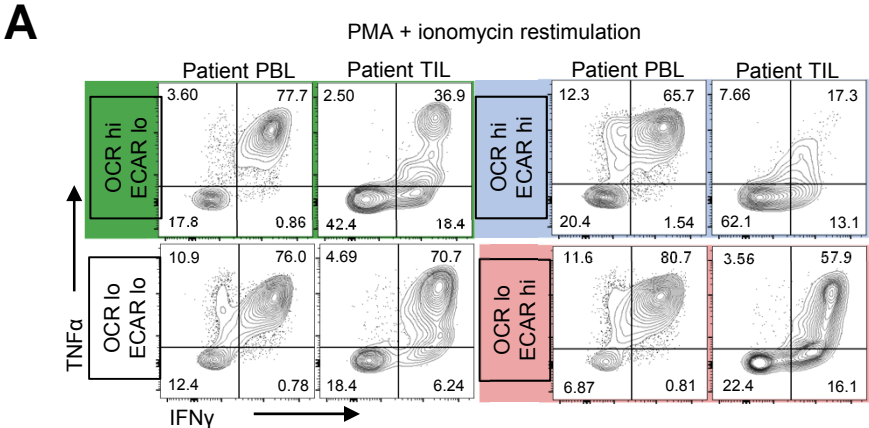 A
PMA + ionomycin restimulation
Patient PBL Patient TIL Patient PBL Patient TIL
OCR hi
ECAR lo
3.60 77.7
17.8 0.86
2.50 36.9
42.4 18.4
OCR hi
ECAR hi
12.3 65.7
20.4 1.54
7.66 17.3
62.1 13.1
OCR lo
ECAR lo
10.9 76.0
12.4 0.78
4.69 70.7
18.4 6.24
OCR lo
ECAR hi
11.6 80.7
6.87 0.81
3.56 57.9
22.4 16.1
TNFα
IFNγ